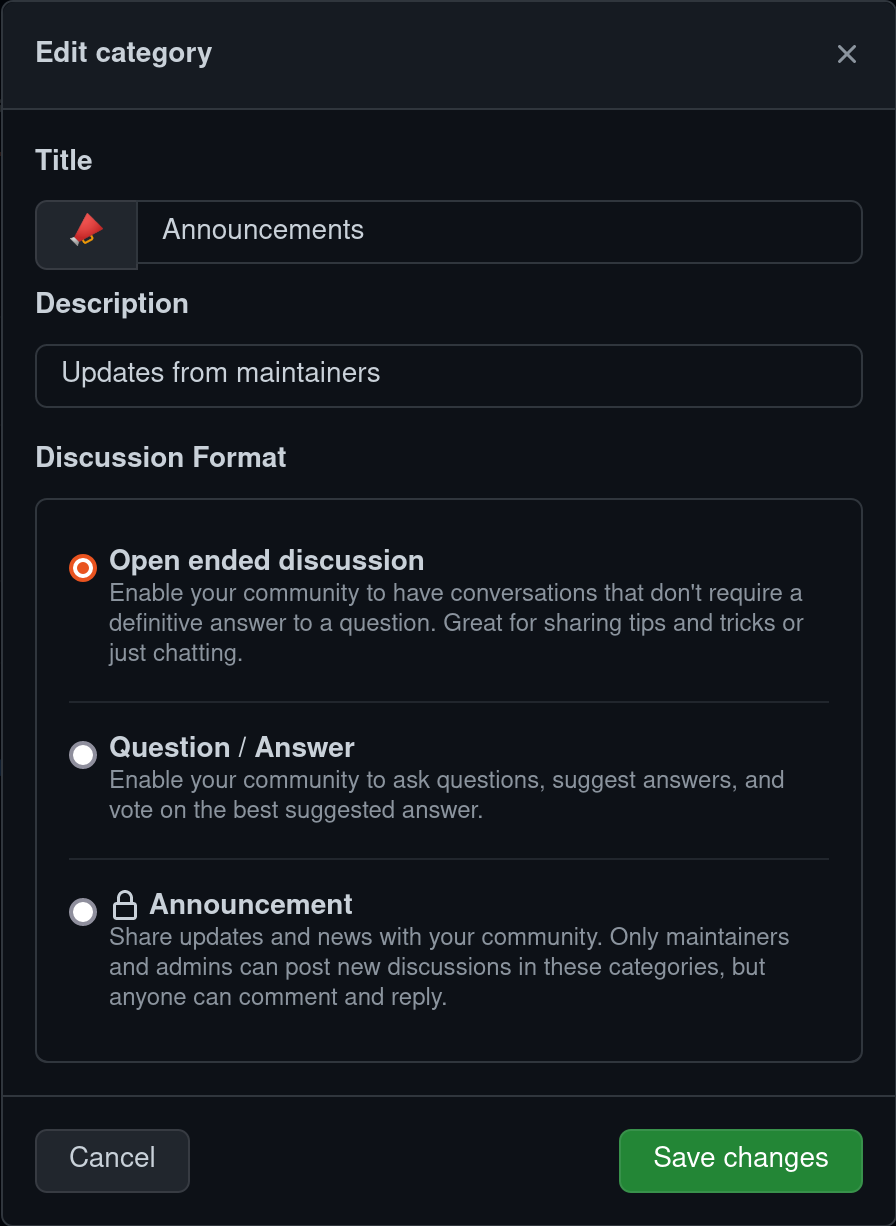 Edit category
Title
Announcements
Description
Updates from maintainers
Discussion Format
Open ended discussion
Enable your community to have conversations that don't require a
definitive answer to a question. Great for sharing tips and tricks or
just chatting.
Question / Answer
Enable your community to ask questions, suggest answers, and
vote on the best suggested answer.
Announcement
Share updates and news with your community. Only maintainers
and admins can post new discussions in these categories, but
anyone can comment and reply.
Cancel
Save changes